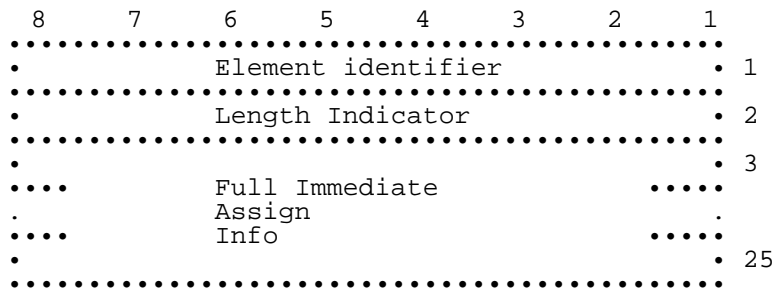 8 7 6 5 4 3 2 1
Element identifier 1
Length Indicator 2
3
Full Immediate
Assign
Info
25